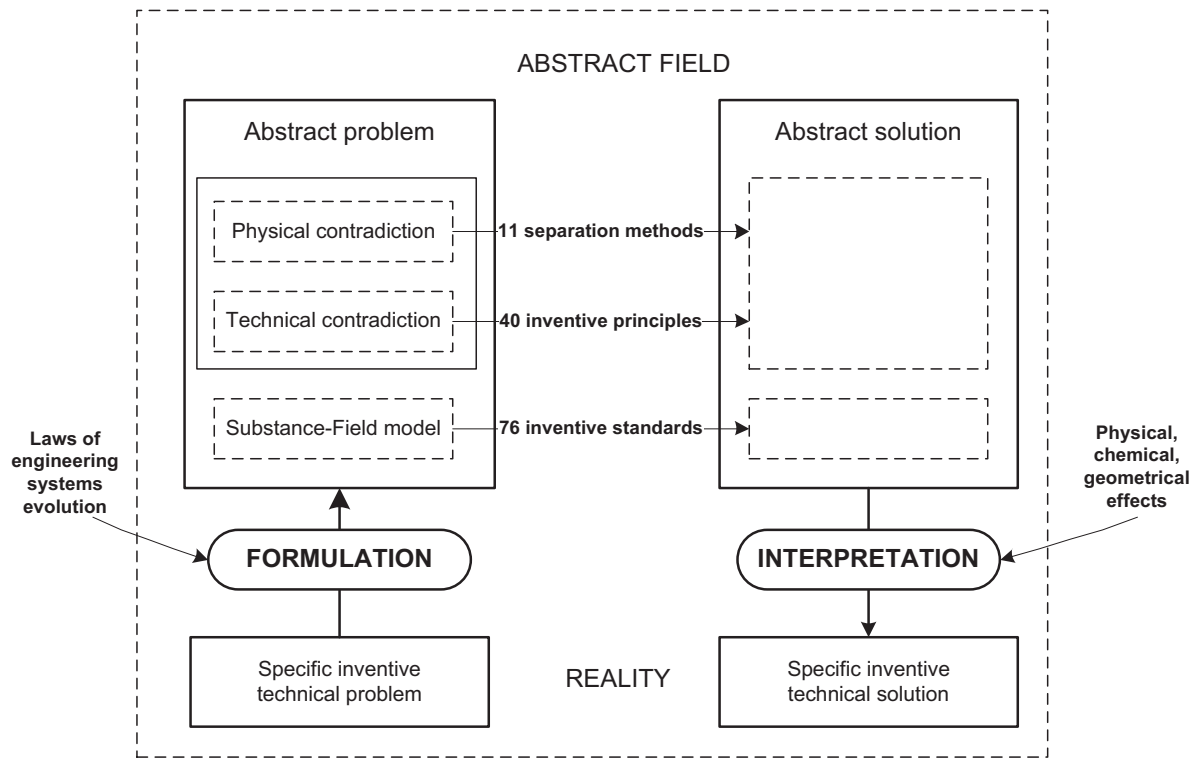 ABSTRACT FIELD
Abstract problem
Abstract solution
Physical contradiction
11 separation methods
Technical contradiction
40 inventive principles
Substance-Field model
76 inventive standards
Laws of
engineering
systems
evolution
Physical,
chemical,
geometrical
effects
FORMULATION
INTERPRETATION
Specific inventive
technical problem
REALITY
Specific inventive
technical solution